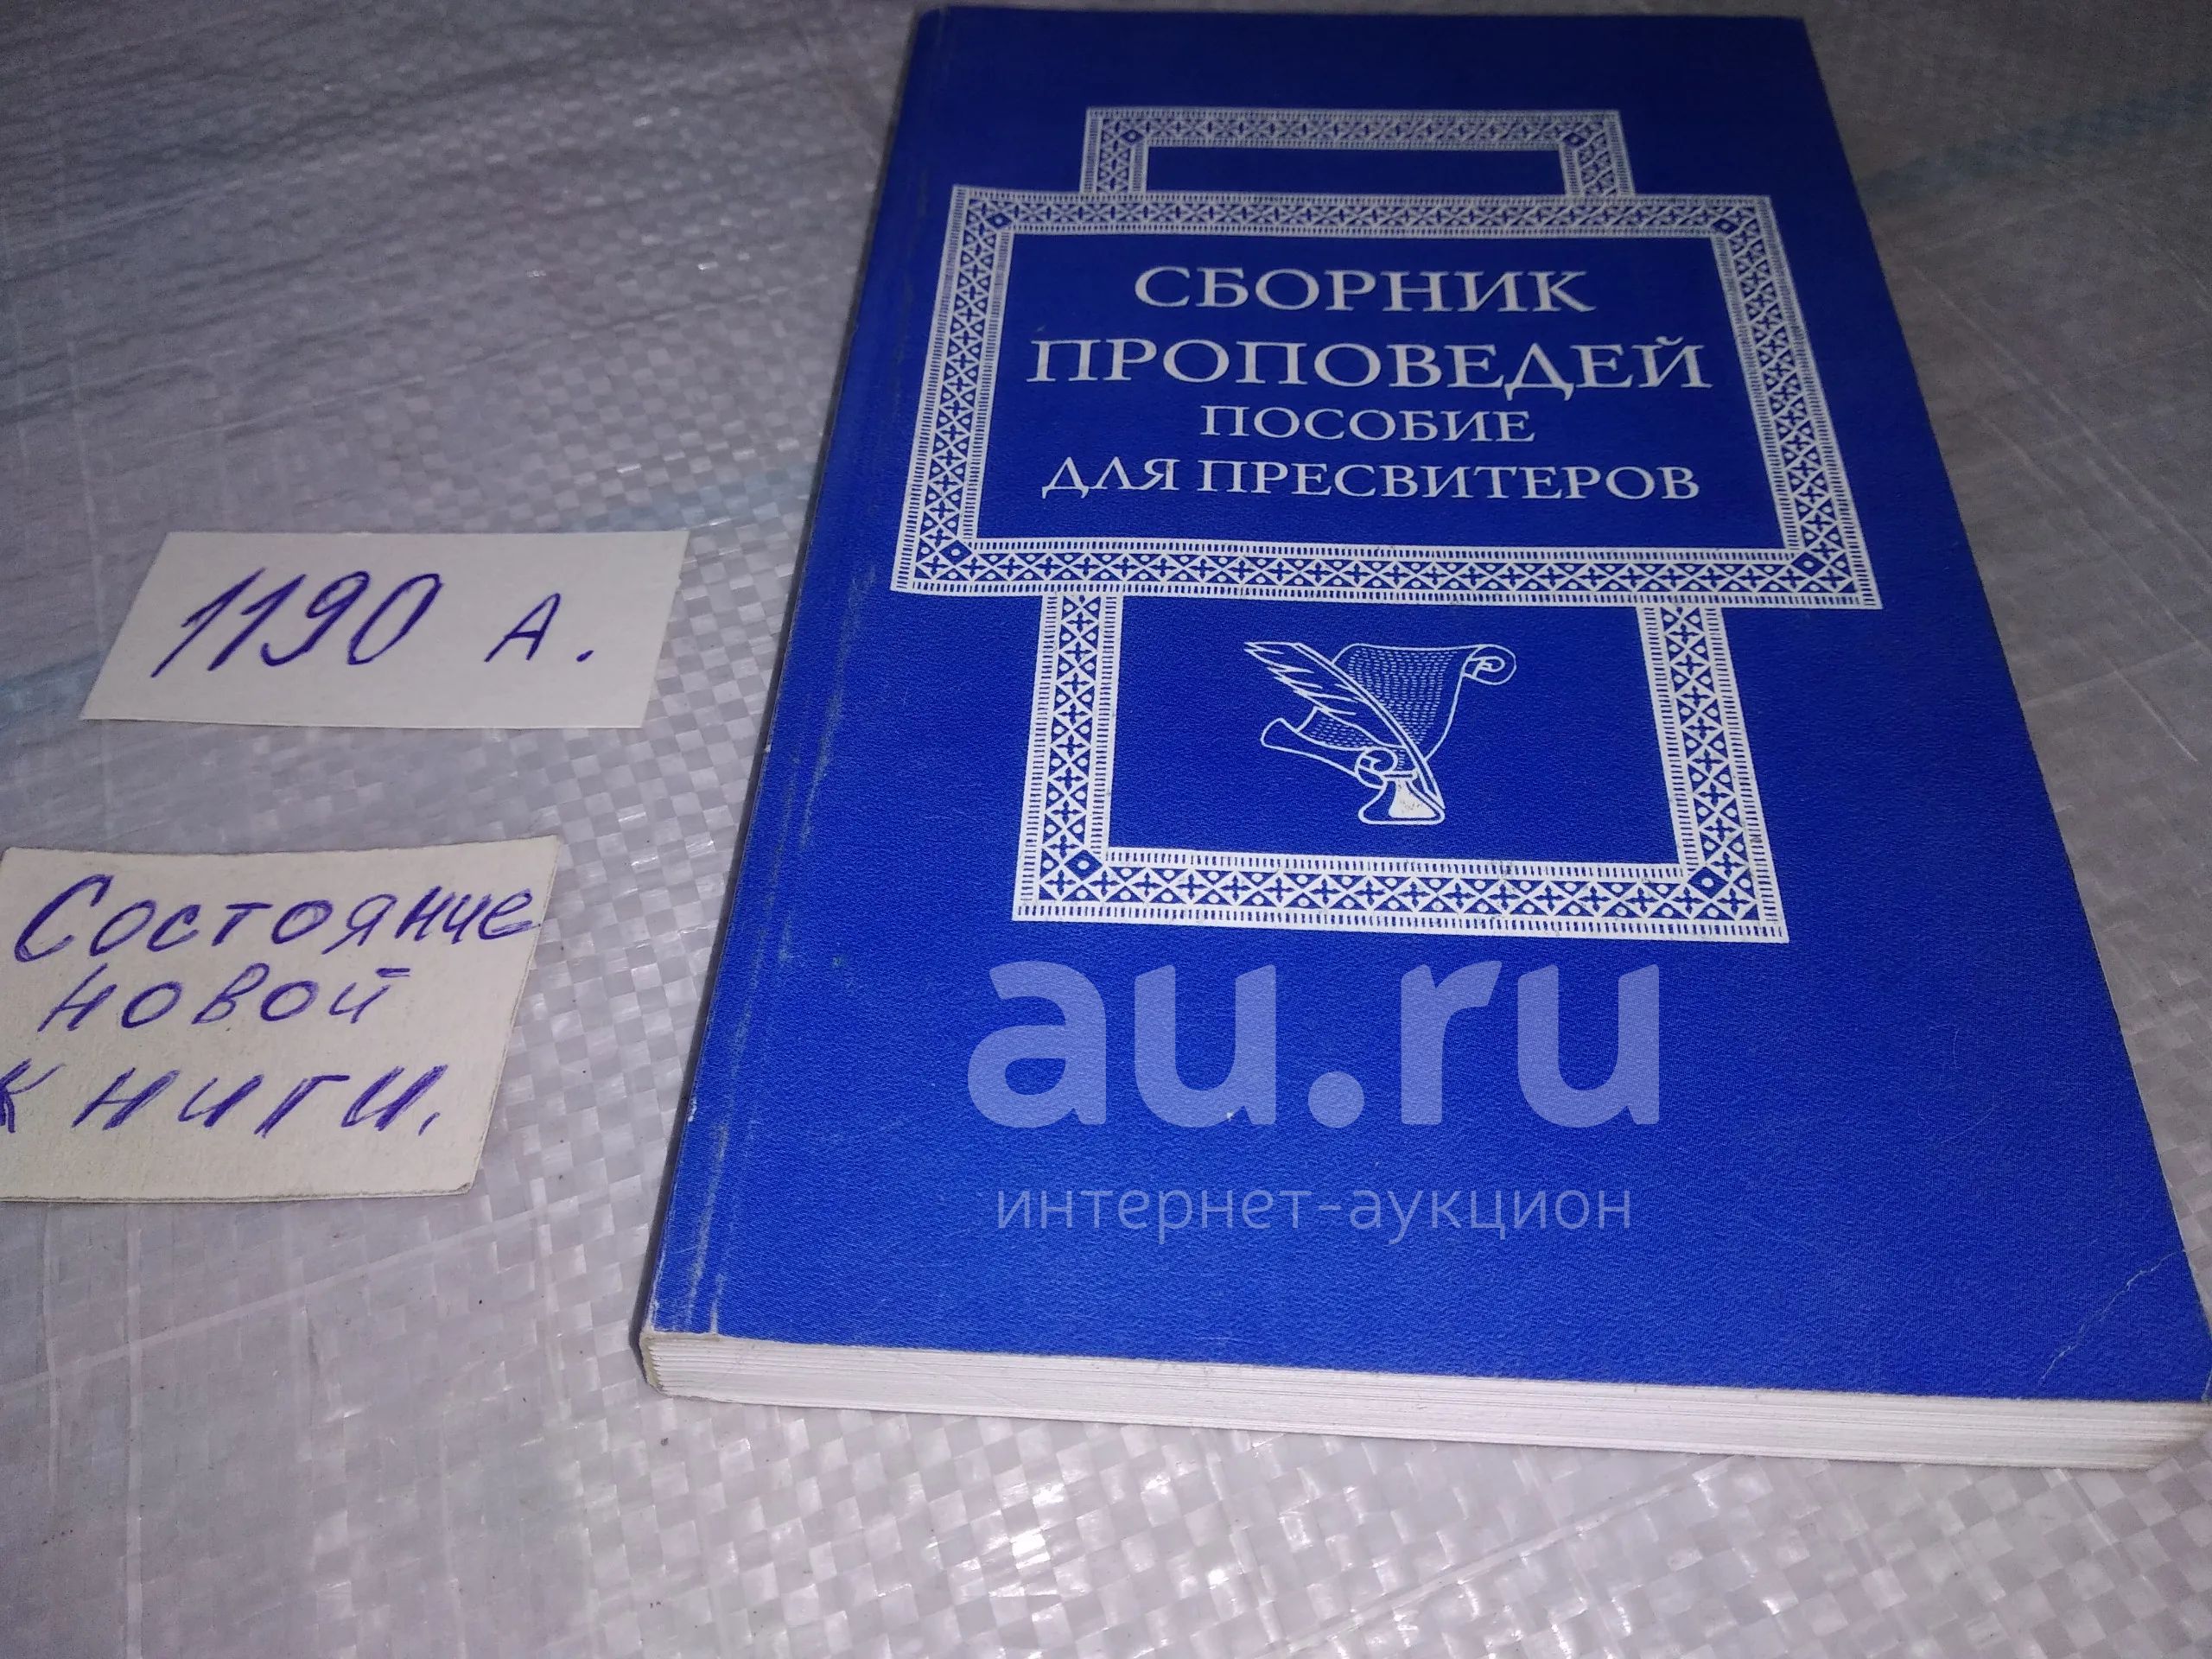 СБОРНИК
ПРОПОВЕДЕЙ
ПОСОБИЕ
ДЛЯ ПРЕСВИТЕРОВ
1190 А.
Состояние
новой
книги.
au.ru
интернет-аукцион